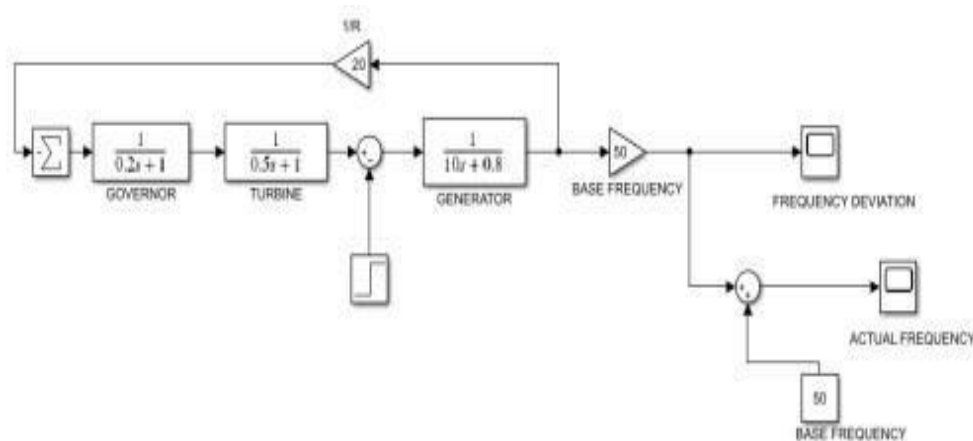 1/R
20
-
Σ
1
0.2s + 1
GOVERNOR
1
0.5s + 1
TURBINE
-
1
10s + 0.8
GENERATOR
50
BASE FREQUENCY
FREQUENCY DEVIATION
+
+
ACTUAL FREQUENCY
50
BASE FREQUENCY